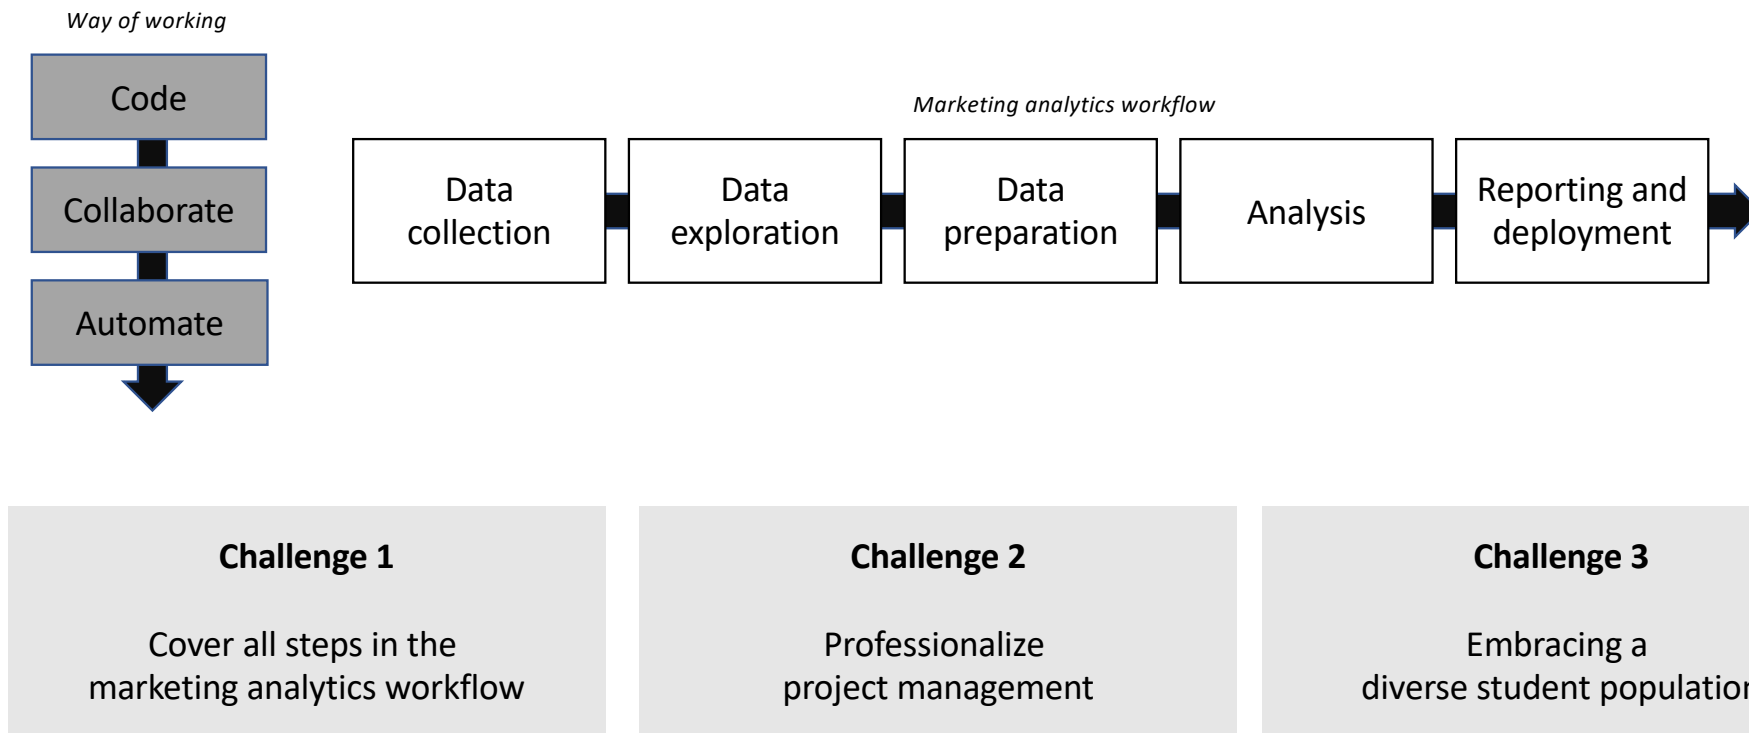 Way of working
Code
Collaborate
Automate
Marketing analytics workflow
Data
collection
Data
exploration
Data
preparation
Analysis
Reporting and
deployment
Challenge 1
Cover all steps in the
marketing analytics workflow
Challenge 2
Professionalize
project management
Challenge 3
Embracing a
diverse student population